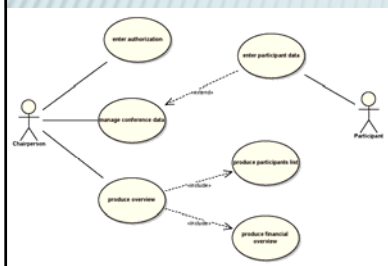 enter authorization
enter participant data
«extend»
Chairperson
manage conference data
Participant
produce participants list
«include»
produce overview
«include»
produce financial
overview